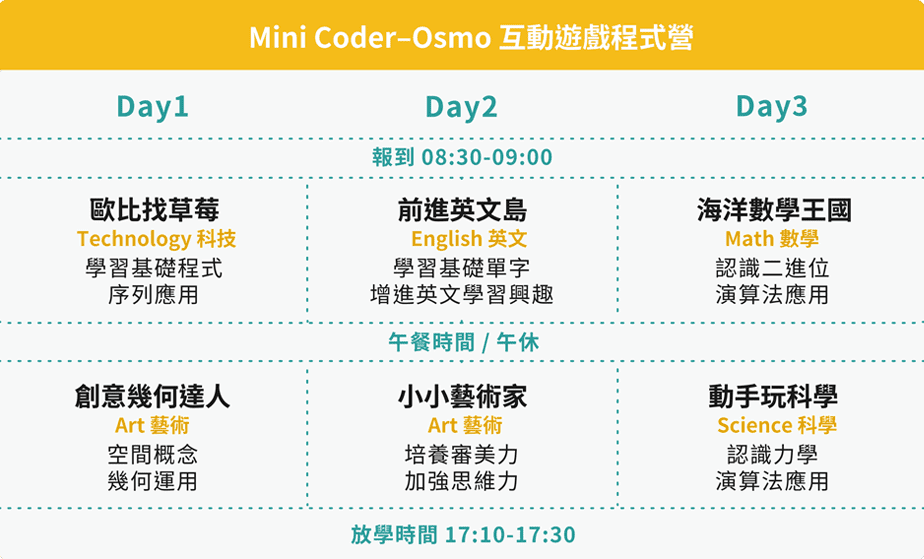 Mini Coder–Osmo 互動遊戲程式營
Day1
Day2
Day3
報到 08:30-09:00
歐比找草莓
Technology 科技
學習基礎程式
序列應用
前進英文島
English 英文
學習基礎單字
增進英文學習興趣
海洋數學王國
Math 數學
認識二進位
演算法應用
午餐時間 / 午休
創意幾何達人
Art 藝術
空間概念
幾何運用
小小藝術家
Art 藝術
培養審美力
加強思維力
動手玩科學
Science 科學
認識力學
演算法應用
放學時間 17:10-17:30